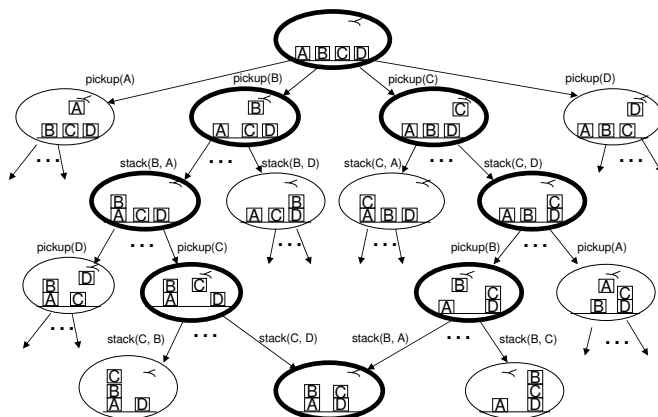 A B C D
pickup(A) pickup(B) pickup(C) pickup(D)
A B C D
B C D A C D A B D A B C
... ... ... ...
stack(B, A) stack(B, D) stack(C, A) stack(C, D)
B B C C
A C D A C D A B D A B D
pickup(D) ... pickup(C) ... ... pickup(B) ... pickup(A)
B D B C B C A C
A C A D A D B D
... ... ... ...
stack(C, B) stack(C, D) stack(B, A) stack(B, C)
C B
B B C C
A D A D A D